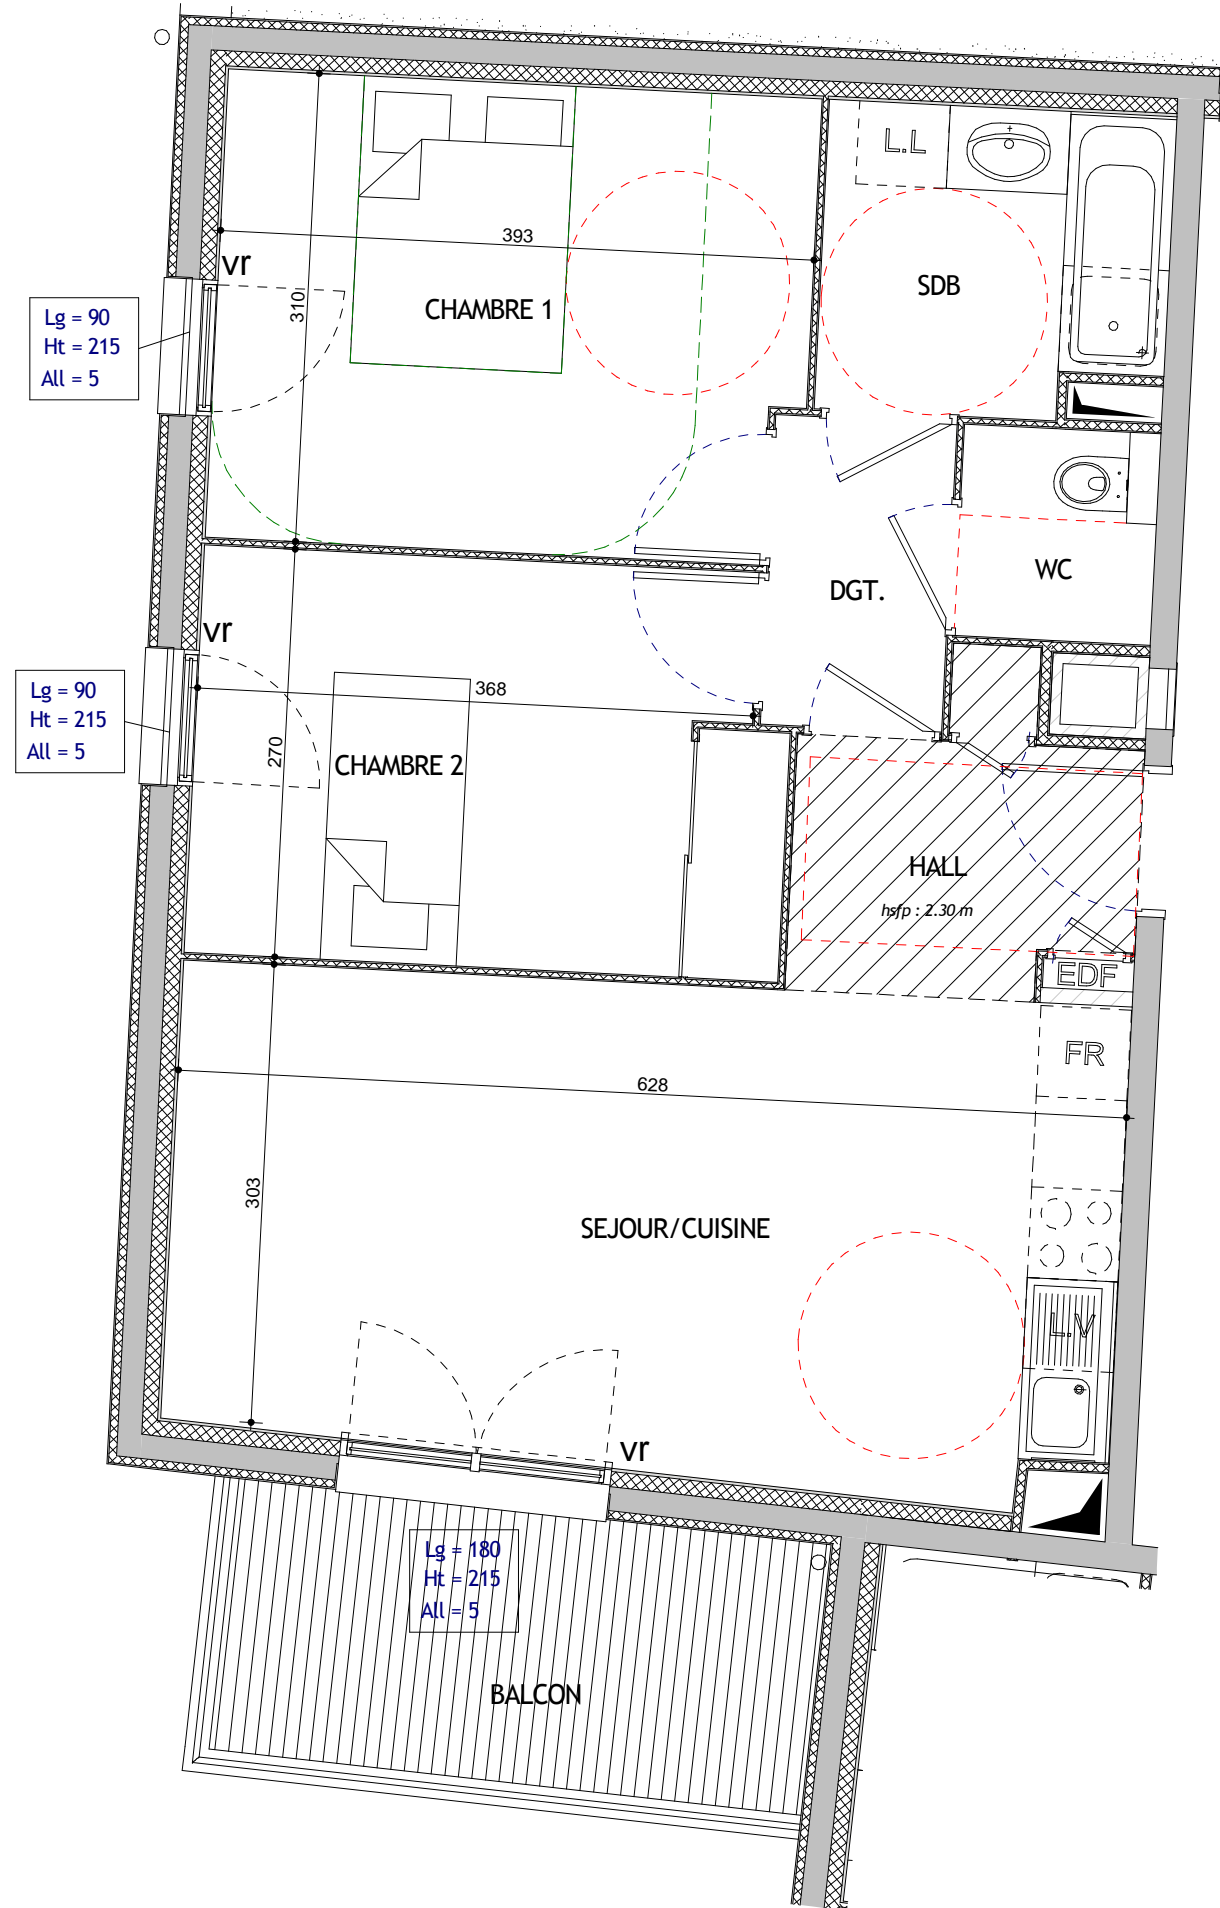 L.L
393
vr
SDB
CHAMBRE 1
310
Lg = 90
Ht = 215
All = 5
WC
DGT.
vr
Lg = 90
Ht = 215
All = 5
368
270
CHAMBRE 2
HALL
hsfp : 2.30 m
EDF
FR
628
303
SEJOUR/CUISINE
L.V
vr
Lg = 180
Ht = 215
All = 5
BALCON